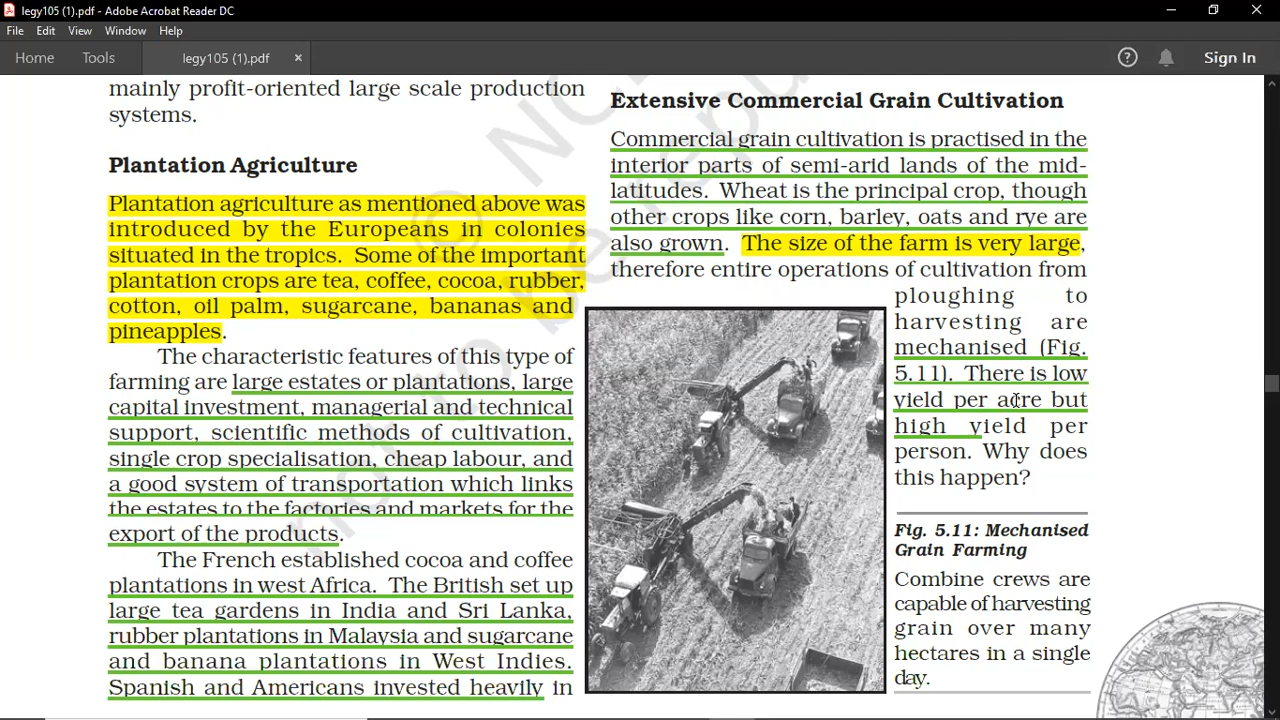 legy105 (1).pdf - Adobe Acrobat Reader DC
File Edit View Window Help
Home Tools legy105 (1).pdf × Sign In
mainly profit-oriented large scale production
systems.
Plantation Agriculture
Plantation agriculture as mentioned above was
introduced by the Europeans in colonies
situated in the tropics. Some of the important
plantation crops are tea, coffee, cocoa, rubber,
cotton, oil palm, sugarcane, bananas and
pineapples.
The characteristic features of this type of
farming are large estates or plantations, large
capital investment, managerial and technical
support, scientific methods of cultivation,
single crop specialisation, cheap labour, and
a good system of transportation which links
the estates to the factories and markets for the
export of the products.
The French established cocoa and coffee
plantations in west Africa. The British set up
large tea gardens in India and Sri Lanka,
rubber plantations in Malaysia and sugarcane
and banana plantations in West Indies.
Spanish and Americans invested heavily in
Extensive Commercial Grain Cultivation
Commercial grain cultivation is practised in the
interior parts of semi-arid lands of the mid-
latitudes. Wheat is the principal crop, though
other crops like corn, barley, oats and rye are
also grown. The size of the farm is very large,
therefore entire operations of cultivation from
ploughing to
harvesting are
mechanised (Fig.
5.11). There is low
yield per acre but
high yield per
person. Why does
this happen?
Fig. 5.11: Mechanised
Grain Farming
Combine crews are
capable of harvesting
grain over many
hectares in a single
day.
not to be repu
© NC